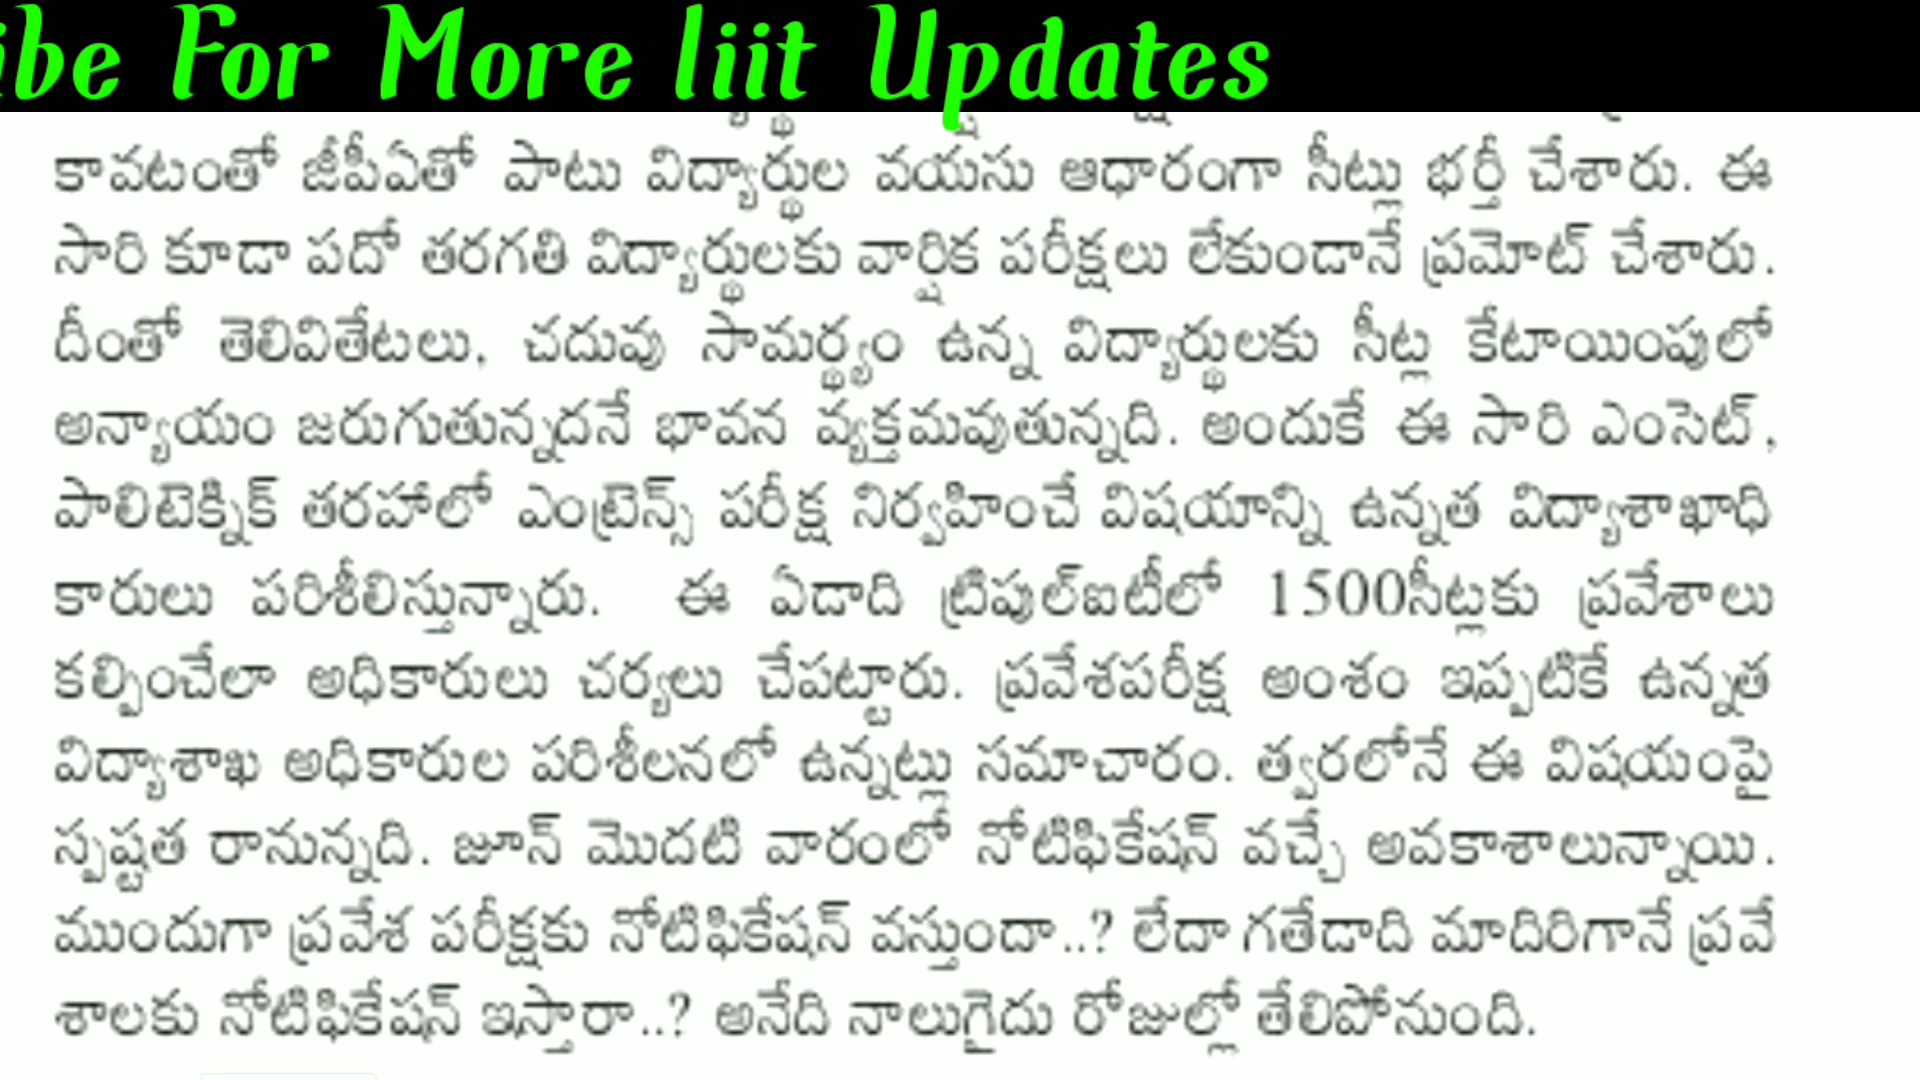 ibe For More Iiit Updates
కావటంతో జీపీఏతో పాటు విద్యార్థుల వయసు ఆధారంగా సీట్లు భర్తీ చేశారు. ఈ
సారి కూడా పదో తరగతి విద్యార్థులకు వార్షిక పరీక్షలు లేకుండానే ప్రమోట్ చేశారు.
దీంతో తెలివితేటలు, చదువు సామర్థ్యం ఉన్న విద్యార్థులకు సీట్ల కేటాయింపులో
అన్యాయం జరుగుతున్నదనే భావన వ్యక్తమవుతున్నది. అందుకే ఈ సారి ఎంసెట్,
పాలిటెక్నిక్ తరహాలో ఎంట్రెన్స్ పరీక్ష నిర్వహించే విషయాన్ని ఉన్నత విద్యాశాఖాధి
కారులు పరిశీలిస్తున్నారు. ఈ ఏడాది ట్రిపుల్ఐటీలో 1500సీట్లకు ప్రవేశాలు
కల్పించేలా అధికారులు చర్యలు చేపట్టారు. ప్రవేశపరీక్ష అంశం ఇప్పటికే ఉన్నత
విద్యాశాఖ అధికారుల పరిశీలనలో ఉన్నట్లు సమాచారం. త్వరలోనే ఈ విషయంపై
స్పష్టత రానున్నది. జూన్ మొదటి వారంలో నోటిఫికేషన్ వచ్చే అవకాశాలున్నాయి.
ముందుగా ప్రవేశ పరీక్షకు నోటిఫికేషన్ వస్తుందా..? లేదా గతేడాది మాదిరిగానే ప్రవే
శాలకు నోటిఫికేషన్ ఇస్తారా..? అనేది నాలుగైదు రోజుల్లో తేలిపోనుంది.